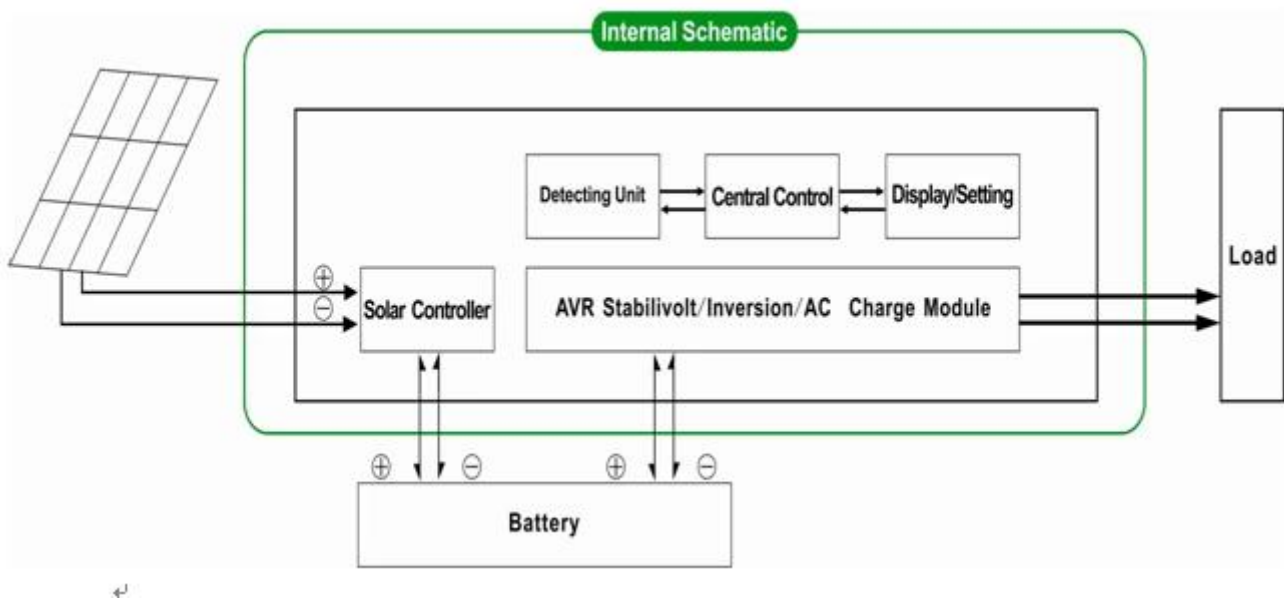 Internal Schematic
Detecting Unit
Central Control
Display/Setting
Load
⊕
⊖
Solar Controller
AVR Stabilivolt/Inversion/AC Charge Module
⊕ ⊖ ⊕ ⊖
Battery
↵